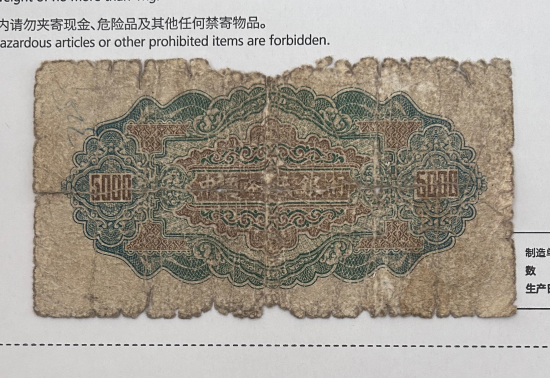 内请勿夹寄现金、危险品及其他任何禁寄物品。
azardous articles or other prohibited items are forbidden.
5000 5000
制造
数
生产